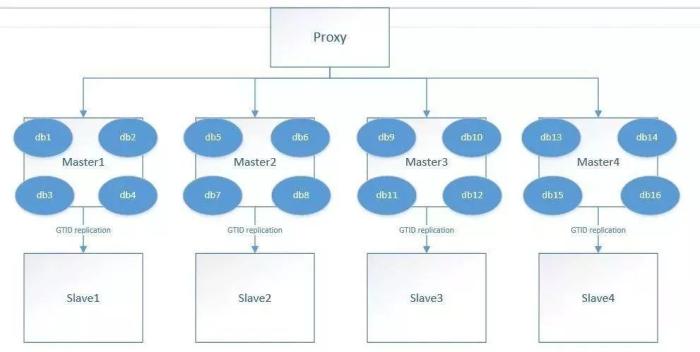 Proxy
db1
db2
db5
db6
db9
db10
db13
db14
Master1
Master2
Master3
Master4
db3
db4
db7
db8
db11
db12
db15
db16
GTID replication
GTID replication
GTID replication
GTID replication
Slave1
Slave2
Slave3
Slave4